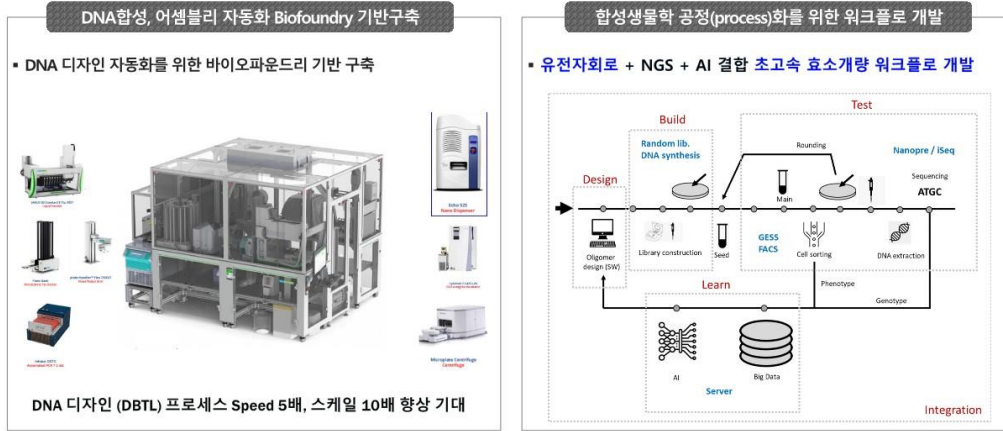 DNA합성, 어셈블리 자동화 Biofoundry 기반구축
▪ DNA 디자인 자동화를 위한 바이오파운드리 기반 구축
Echo 525
Nano Dispenser
Microplate Centrifuge
Centrifuge
DNA 디자인 (DBTL) 프로세스 Speed 5배, 스케일 10배 향상 기대
합성생물학 공정(process)화를 위한 워크플로 개발
▪ 유전자회로 + NGS + AI 결합 초고속 효소개량 워크플로 개발
Test
Build
Random lib.
DNA synthesis
Rounding
Nanopre / iSeq
Design
Main
Sequencing
ATGC
Oligomer
design (SW)
Library construction
Seed
GESS
FACS
Cell sorting
DNA extraction
Learn
Phenotype
Genotype
AI
Big Data
Server
Integration